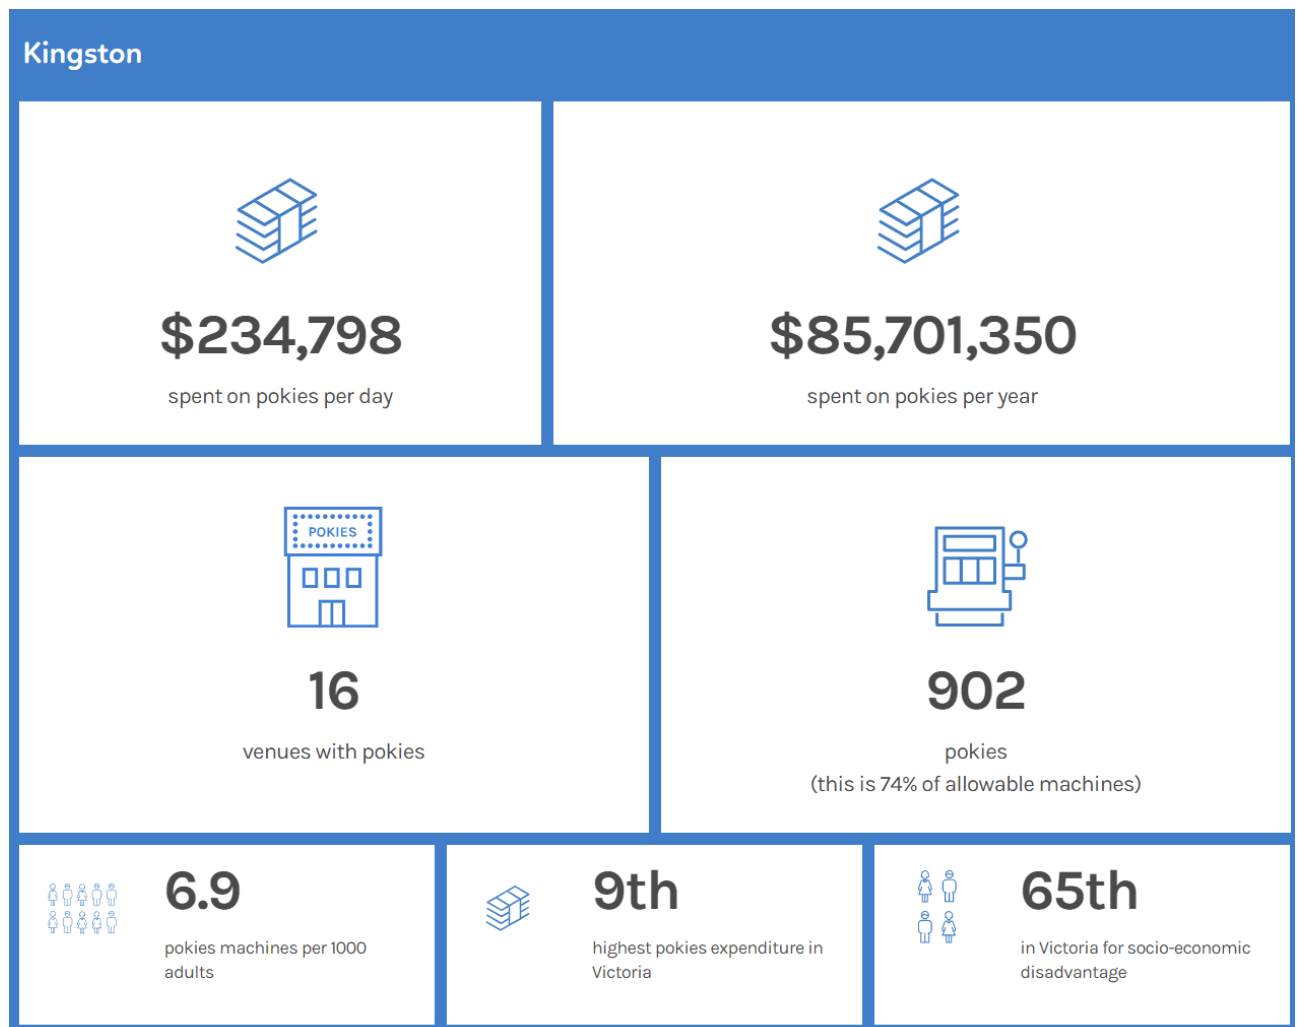 Kingston
$234,798
spent on pokies per day
$85,701,350
spent on pokies per year
POKIES
16
venues with pokies
902
pokies
(this is 74% of allowable machines)
6.9
pokies machines per 1000
adults
9th
highest pokies expenditure in
Victoria
65th
in Victoria for socio-economic
disadvantage